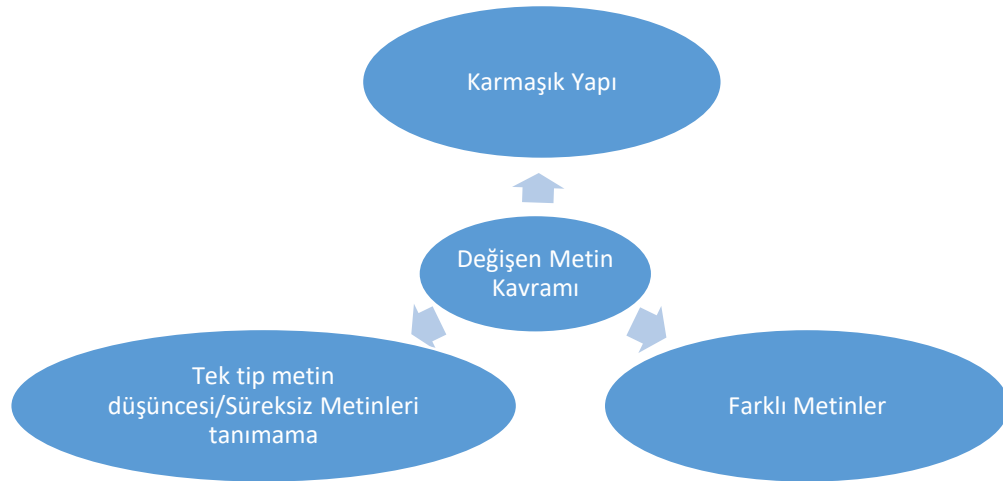 Karmaşık Yapı
Değişen Metin
Kavramı
Tek tip metin
düşüncesi/Süreksiz Metinleri
tanımama
Farklı Metinler